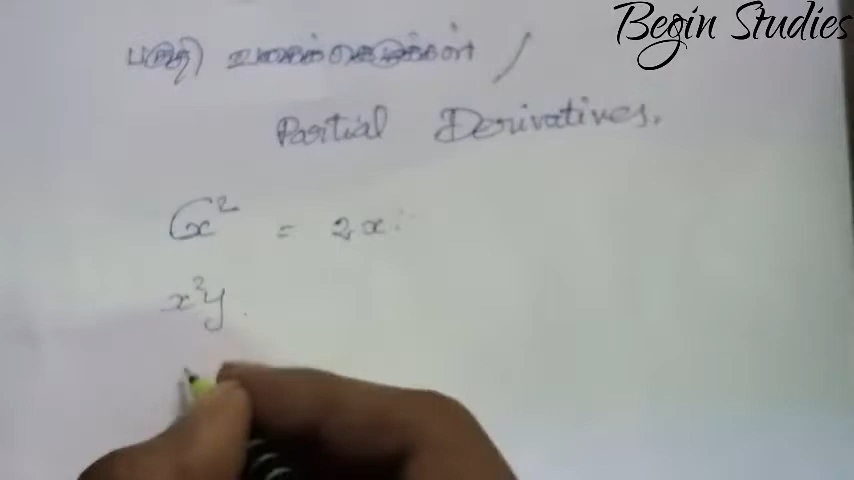 Begin Studies
பகுதி வகைக்கெழுக்கள் /
Partial Derivatives.
x² = 2x
x²y.